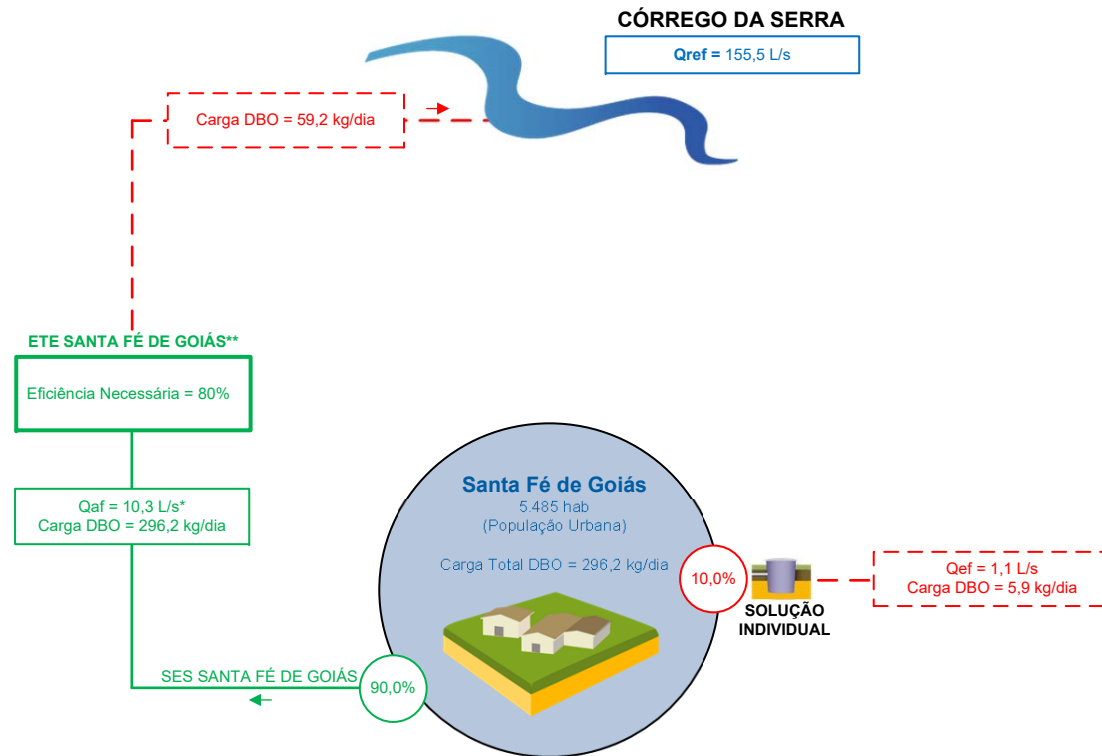 CÓRREGO DA SERRA
Qref = 155,5 L/s
Carga DBO = 59,2 kg/dia
ETE SANTA FÉ DE GOIÁS**
Eficiência Necessária = 80%
Qaf = 10,3 L/s*
Carga DBO = 296,2 kg/dia
Santa Fé de Goiás
5.485 hab
(População Urbana)
Carga Total DBO = 296,2 kg/dia
10,0%
SOLUÇÃO
INDIVIDUAL
Qef = 1,1 L/s
Carga DBO = 5,9 kg/dia
SES SANTA FÉ DE GOIÁS
90,0%